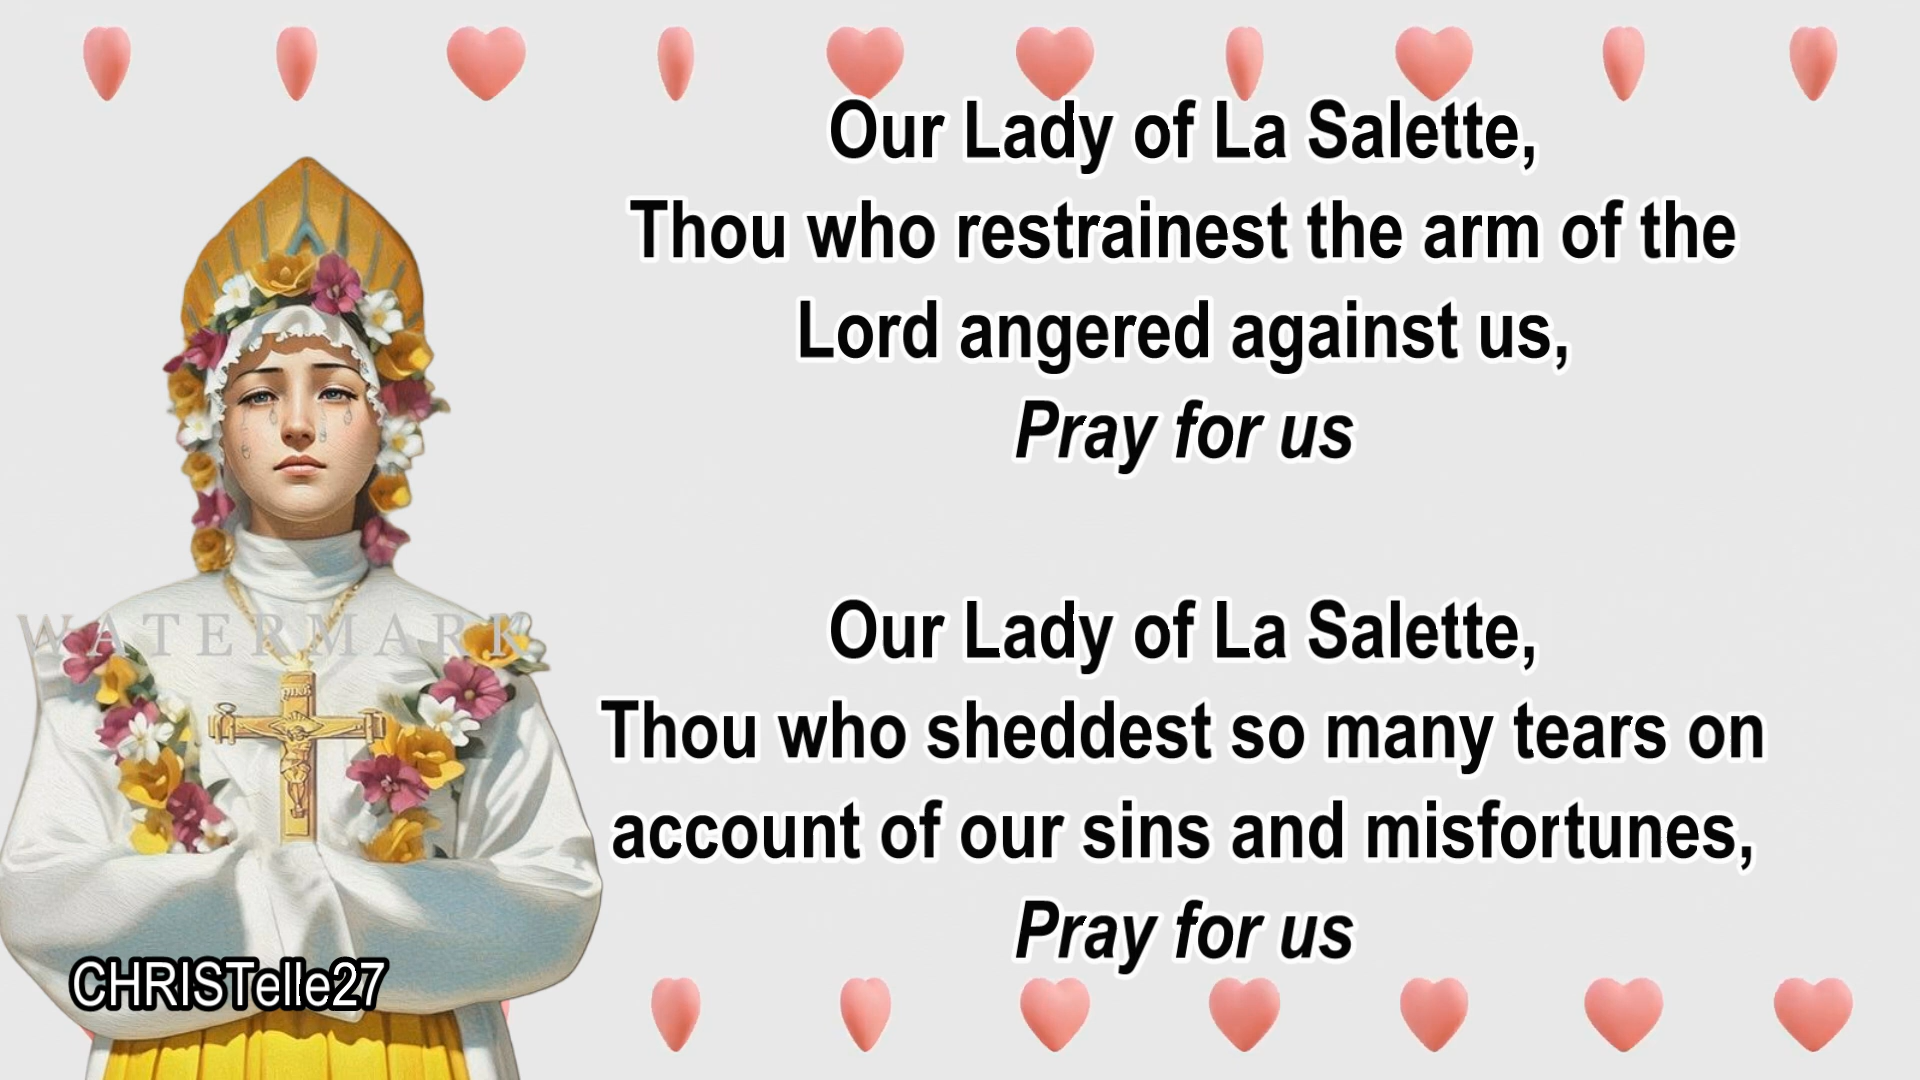 Our Lady of La Salette,
Thou who restrainest the arm of the
Lord angered against us,
Pray for us
Our Lady of La Salette,
Thou who sheddest so many tears on
account of our sins and misfortunes,
Pray for us
WATERMARK
CHRISTelle27